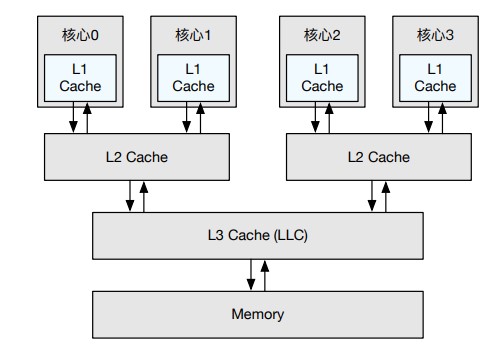 核心0
核心1
核心2
核心3
L1
Cache
L1
Cache
L1
Cache
L1
Cache
L2 Cache
L2 Cache
L3 Cache (LLC)
Memory